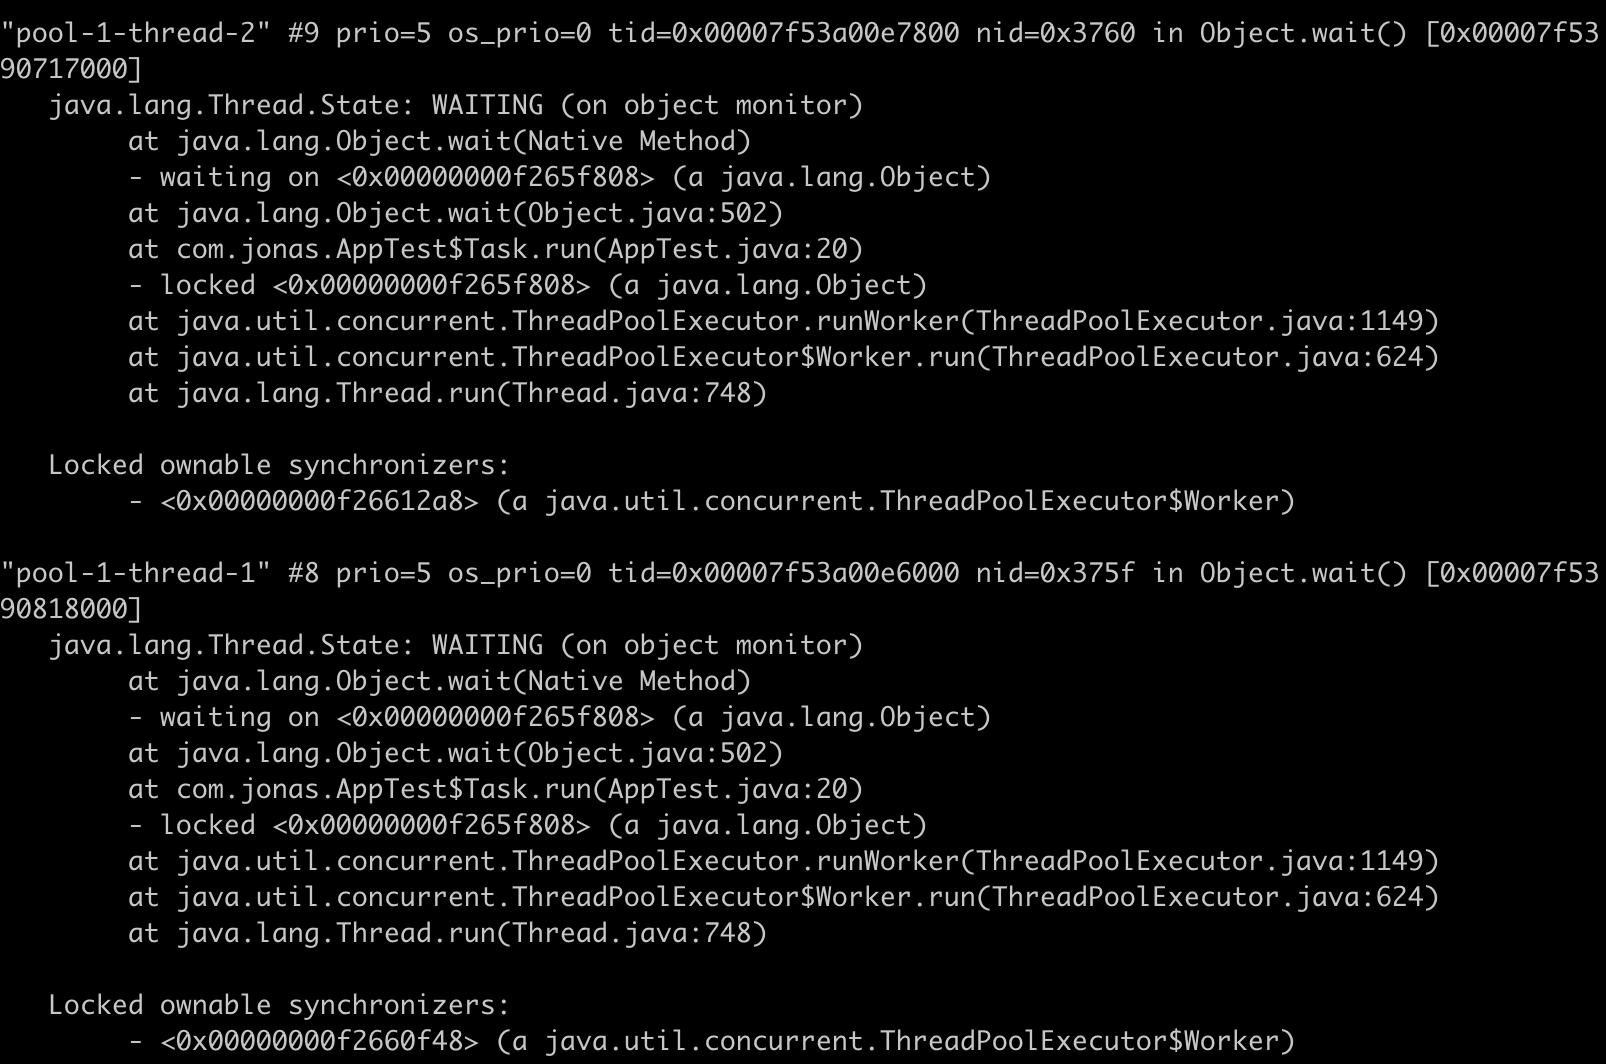 "pool-1-thread-2" #9 prio=5 os_prio=0 tid=0x00007f53a00e7800 nid=0x3760 in Object.wait() [0x00007f53
90717000]
   java.lang.Thread.State: WAITING (on object monitor)
        at java.lang.Object.wait(Native Method)
        - waiting on <0x00000000f265f808> (a java.lang.Object)
        at java.lang.Object.wait(Object.java:502)
        at com.jonas.AppTest$Task.run(AppTest.java:20)
        - locked <0x00000000f265f808> (a java.lang.Object)
        at java.util.concurrent.ThreadPoolExecutor.runWorker(ThreadPoolExecutor.java:1149)
        at java.util.concurrent.ThreadPoolExecutor$Worker.run(ThreadPoolExecutor.java:624)
        at java.lang.Thread.run(Thread.java:748)

   Locked ownable synchronizers:
        - <0x00000000f26612a8> (a java.util.concurrent.ThreadPoolExecutor$Worker)

"pool-1-thread-1" #8 prio=5 os_prio=0 tid=0x00007f53a00e6000 nid=0x375f in Object.wait() [0x00007f53
90818000]
   java.lang.Thread.State: WAITING (on object monitor)
        at java.lang.Object.wait(Native Method)
        - waiting on <0x00000000f265f808> (a java.lang.Object)
        at java.lang.Object.wait(Object.java:502)
        at com.jonas.AppTest$Task.run(AppTest.java:20)
        - locked <0x00000000f265f808> (a java.lang.Object)
        at java.util.concurrent.ThreadPoolExecutor.runWorker(ThreadPoolExecutor.java:1149)
        at java.util.concurrent.ThreadPoolExecutor$Worker.run(ThreadPoolExecutor.java:624)
        at java.lang.Thread.run(Thread.java:748)

   Locked ownable synchronizers:
        - <0x00000000f2660f48> (a java.util.concurrent.ThreadPoolExecutor$Worker)